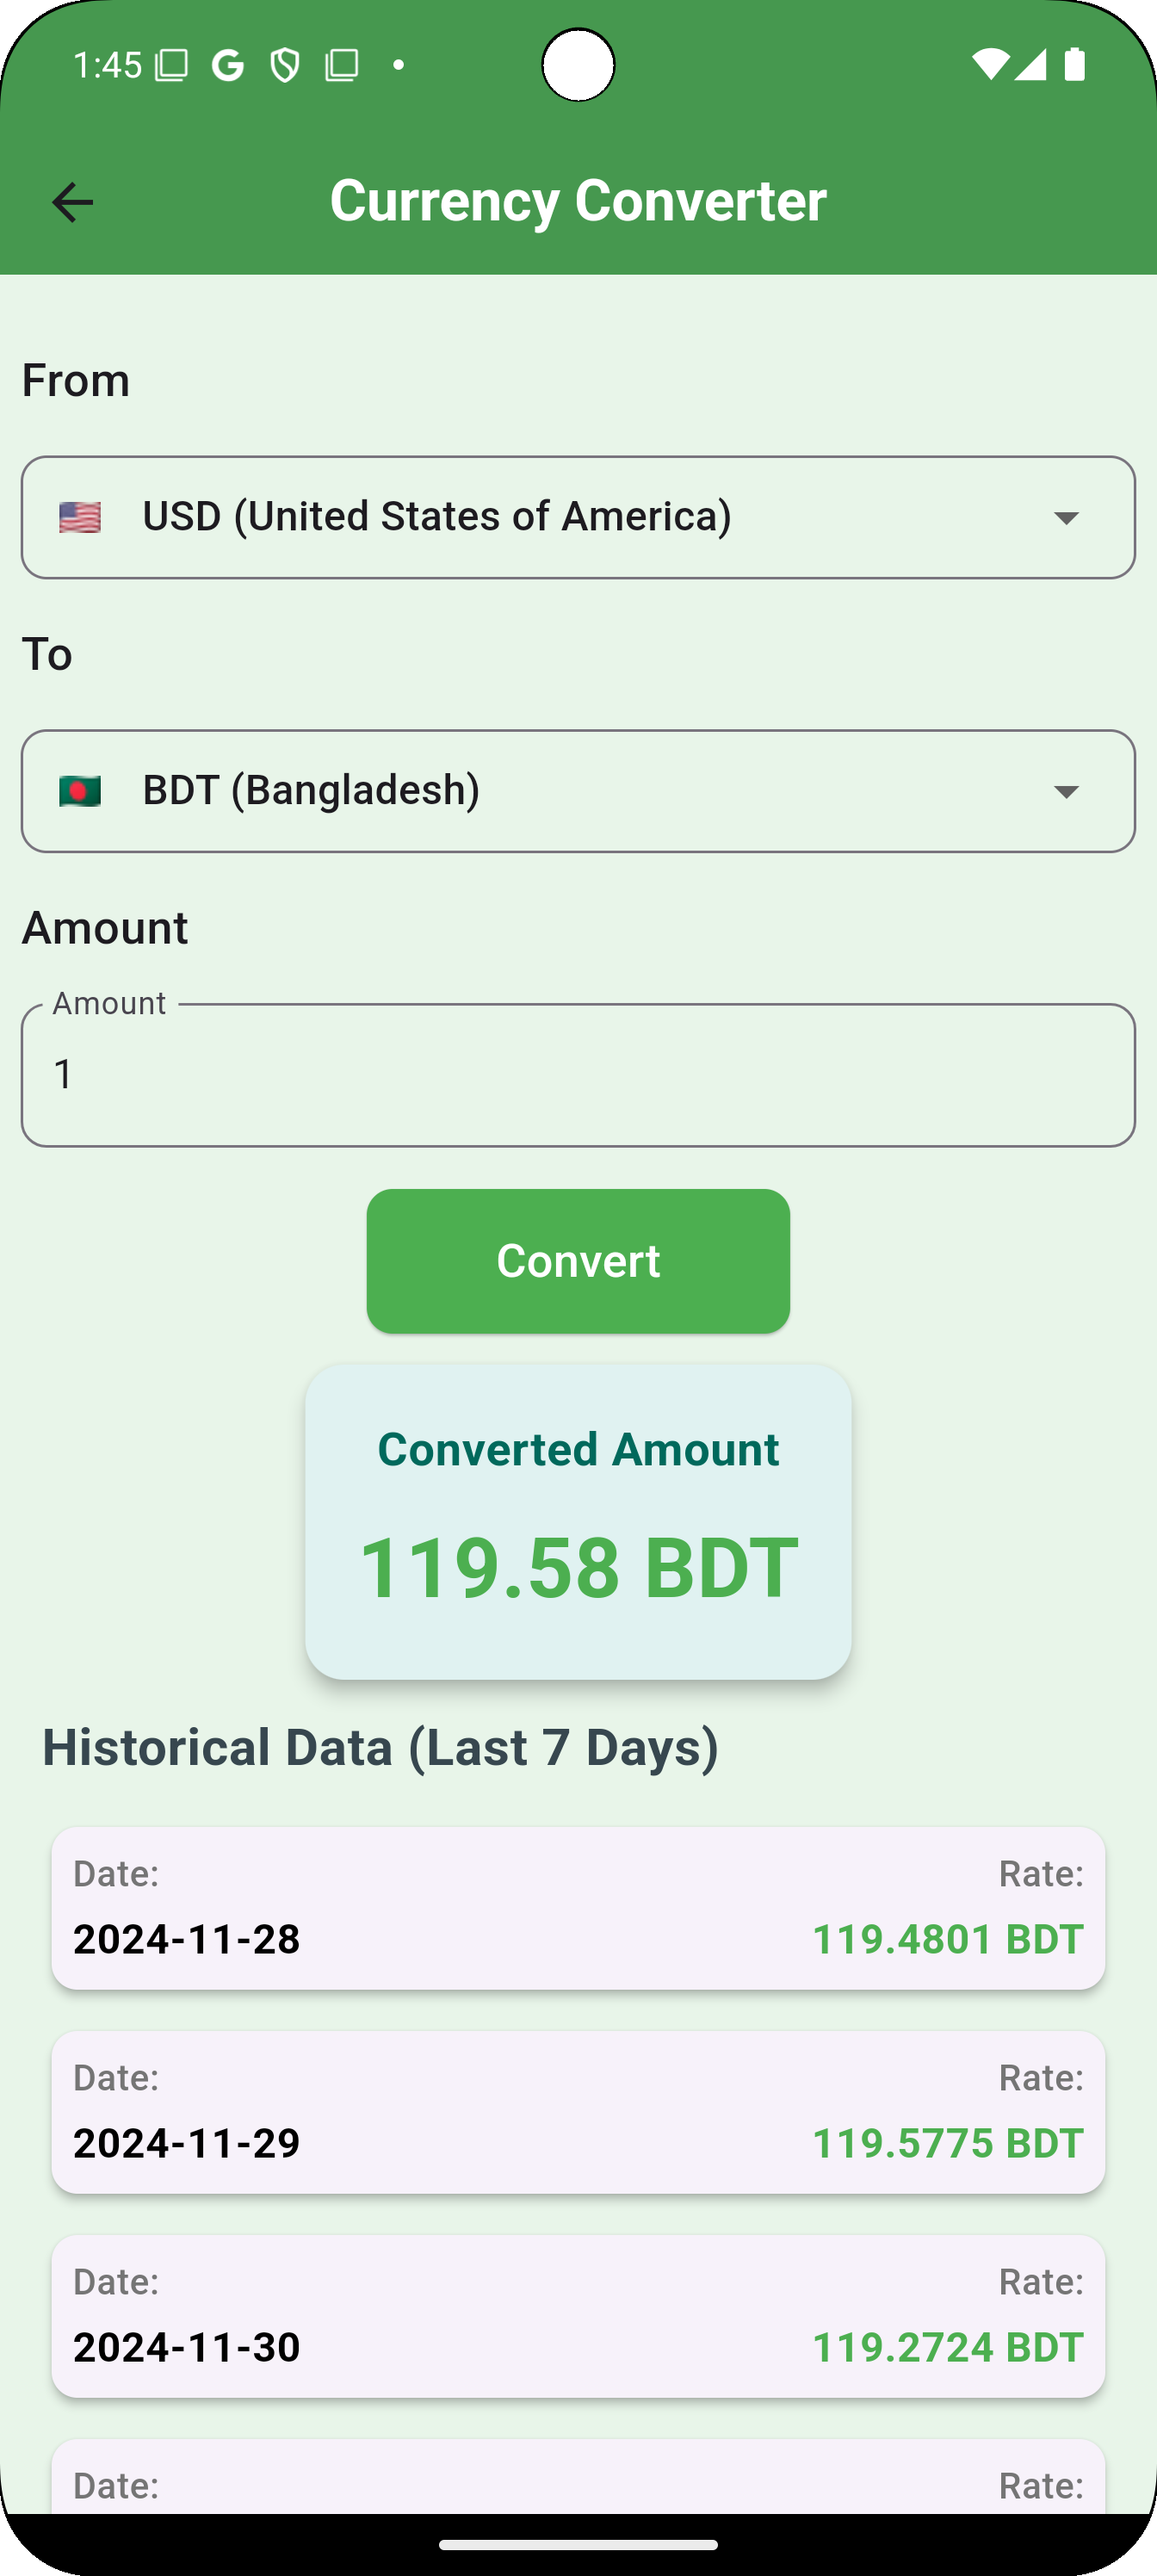 1:45
Currency Converter
From
USD (United States of America)
To
BDT (Bangladesh)
Amount
Amount
1
Convert
Converted Amount
119.58 BDT
Historical Data (Last 7 Days)
Date: Rate:
2024-11-28 119.4801 BDT
Date: Rate:
2024-11-29 119.5775 BDT
Date: Rate:
2024-11-30 119.2724 BDT
Date: Rate: